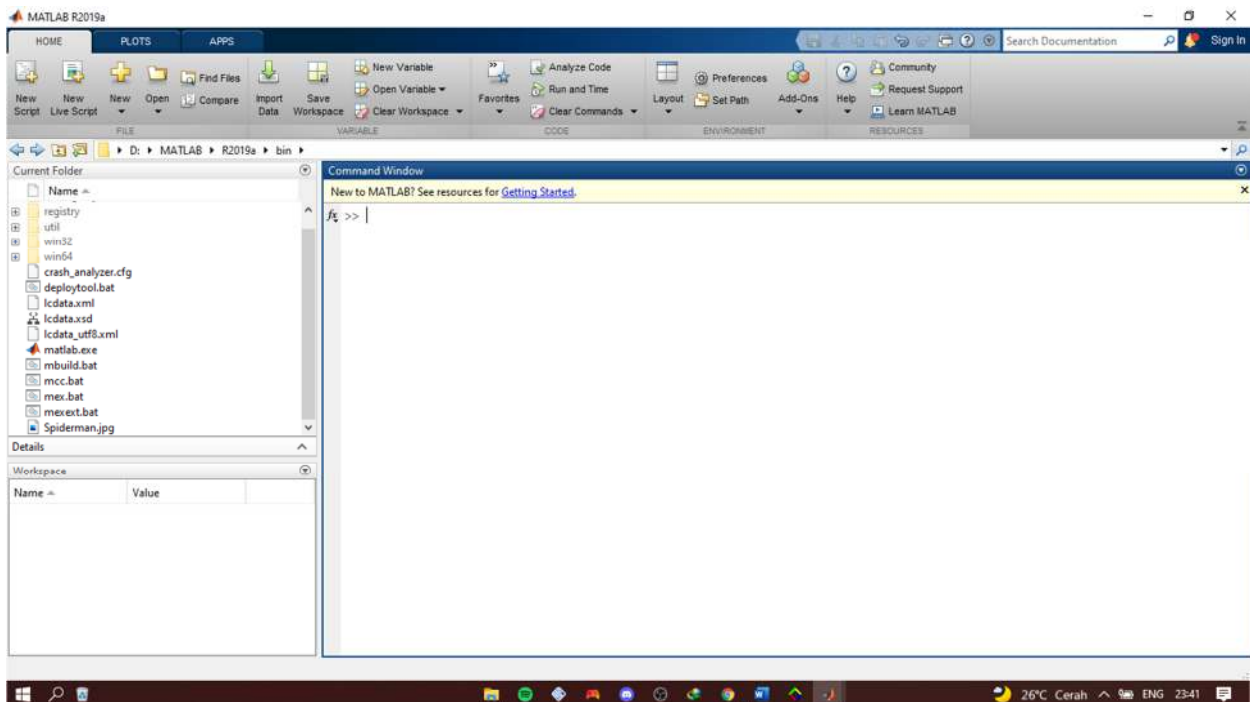 MATLAB R2019a
HOME PLOTS APPS
Search Documentation Sign In
New Script
New Live Script
New
Open
Find Files
Compare
Import Data
Save Workspace
New Variable
Open Variable
Clear Workspace
Favorites
Analyze Code
Run and Time
Clear Commands
Layout
Preferences
Set Path
Add-Ons
Help
Community
Request Support
Learn MATLAB
FILE VARIABLE CODE ENVIRONMENT RESOURCES
D: MATLAB R2019a bin
Current Folder
Name
registry
util
win32
win64
crash_analyzer.cfg
deploytool.bat
lcdata.xml
lcdata.xsd
lcdata_utf8.xml
matlab.exe
mbuild.bat
mcc.bat
mex.bat
mexext.bat
Spiderman.jpg
Details
Workspace
Name Value
Command Window
New to MATLAB? See resources for Getting Started.
fx >>
26°C Cerah ENG 23:41